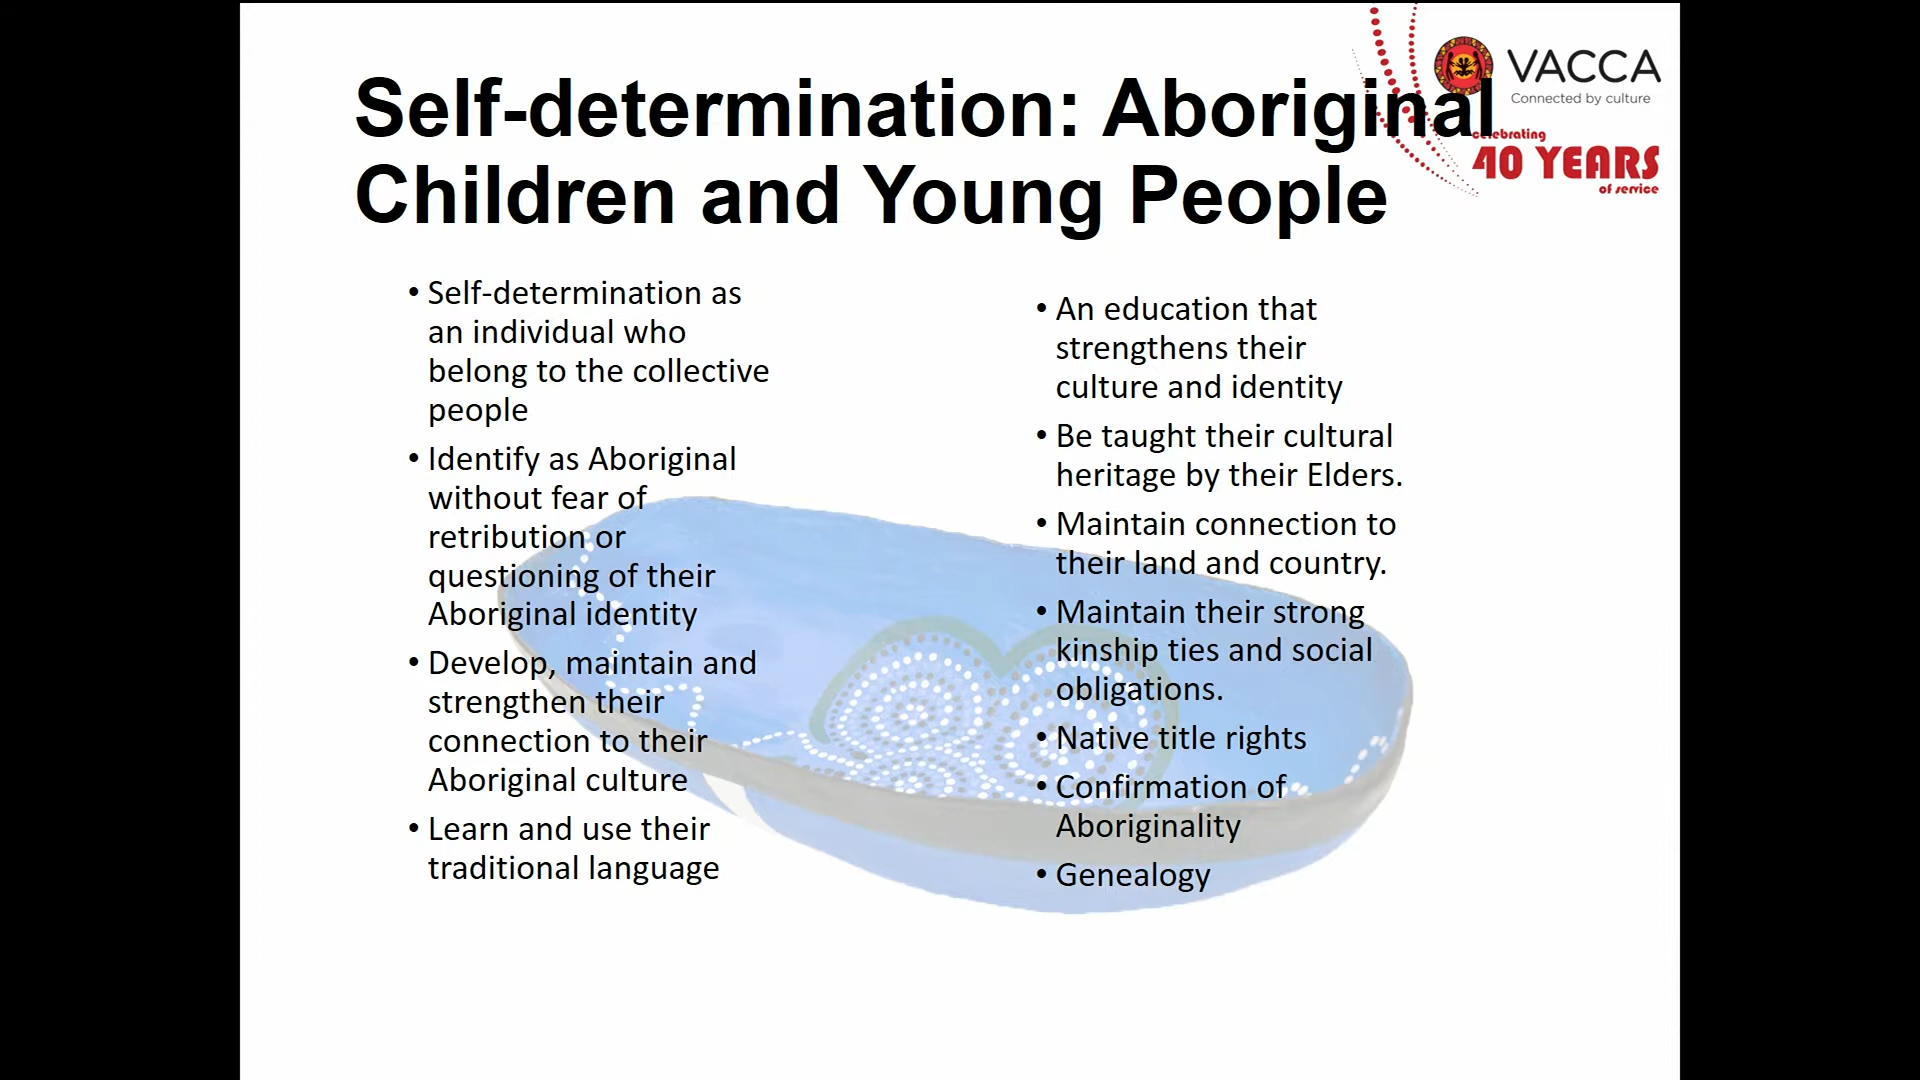 VACCA
Connected by culture
celebrating
40 YEARS
of service
Self-determination: Aboriginal
Children and Young People
• Self-determination as
an individual who
belong to the collective
people
• Identify as Aboriginal
without fear of
retribution or
questioning of their
Aboriginal identity
• Develop, maintain and
strengthen their
connection to their
Aboriginal culture
• Learn and use their
traditional language
• An education that
strengthens their
culture and identity
• Be taught their cultural
heritage by their Elders.
• Maintain connection to
their land and country.
• Maintain their strong
kinship ties and social
obligations.
• Native title rights
• Confirmation of
Aboriginality
• Genealogy